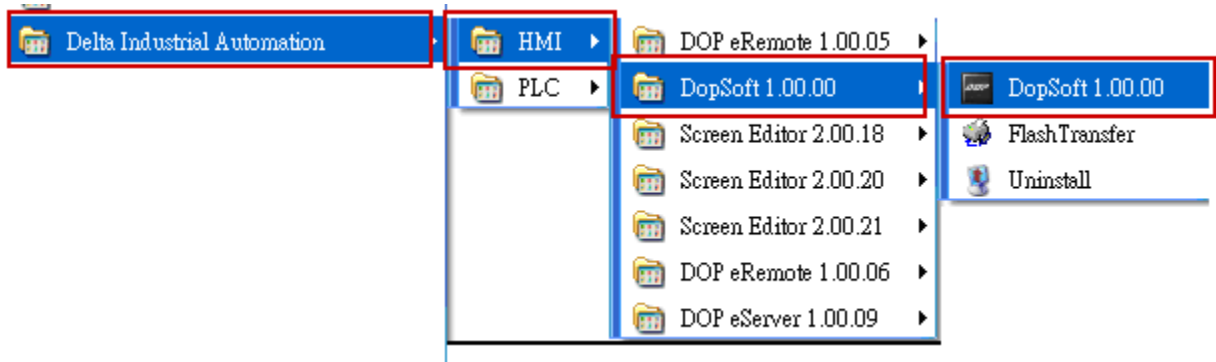 Delta Industrial Automation
HMI
PLC
DOP eRemote 1.00.05
DopSoft 1.00.00
Screen Editor 2.00.18
Screen Editor 2.00.20
Screen Editor 2.00.21
DOP eRemote 1.00.06
DOP eServer 1.00.09
DopSoft 1.00.00
FlashTransfer
Uninstall